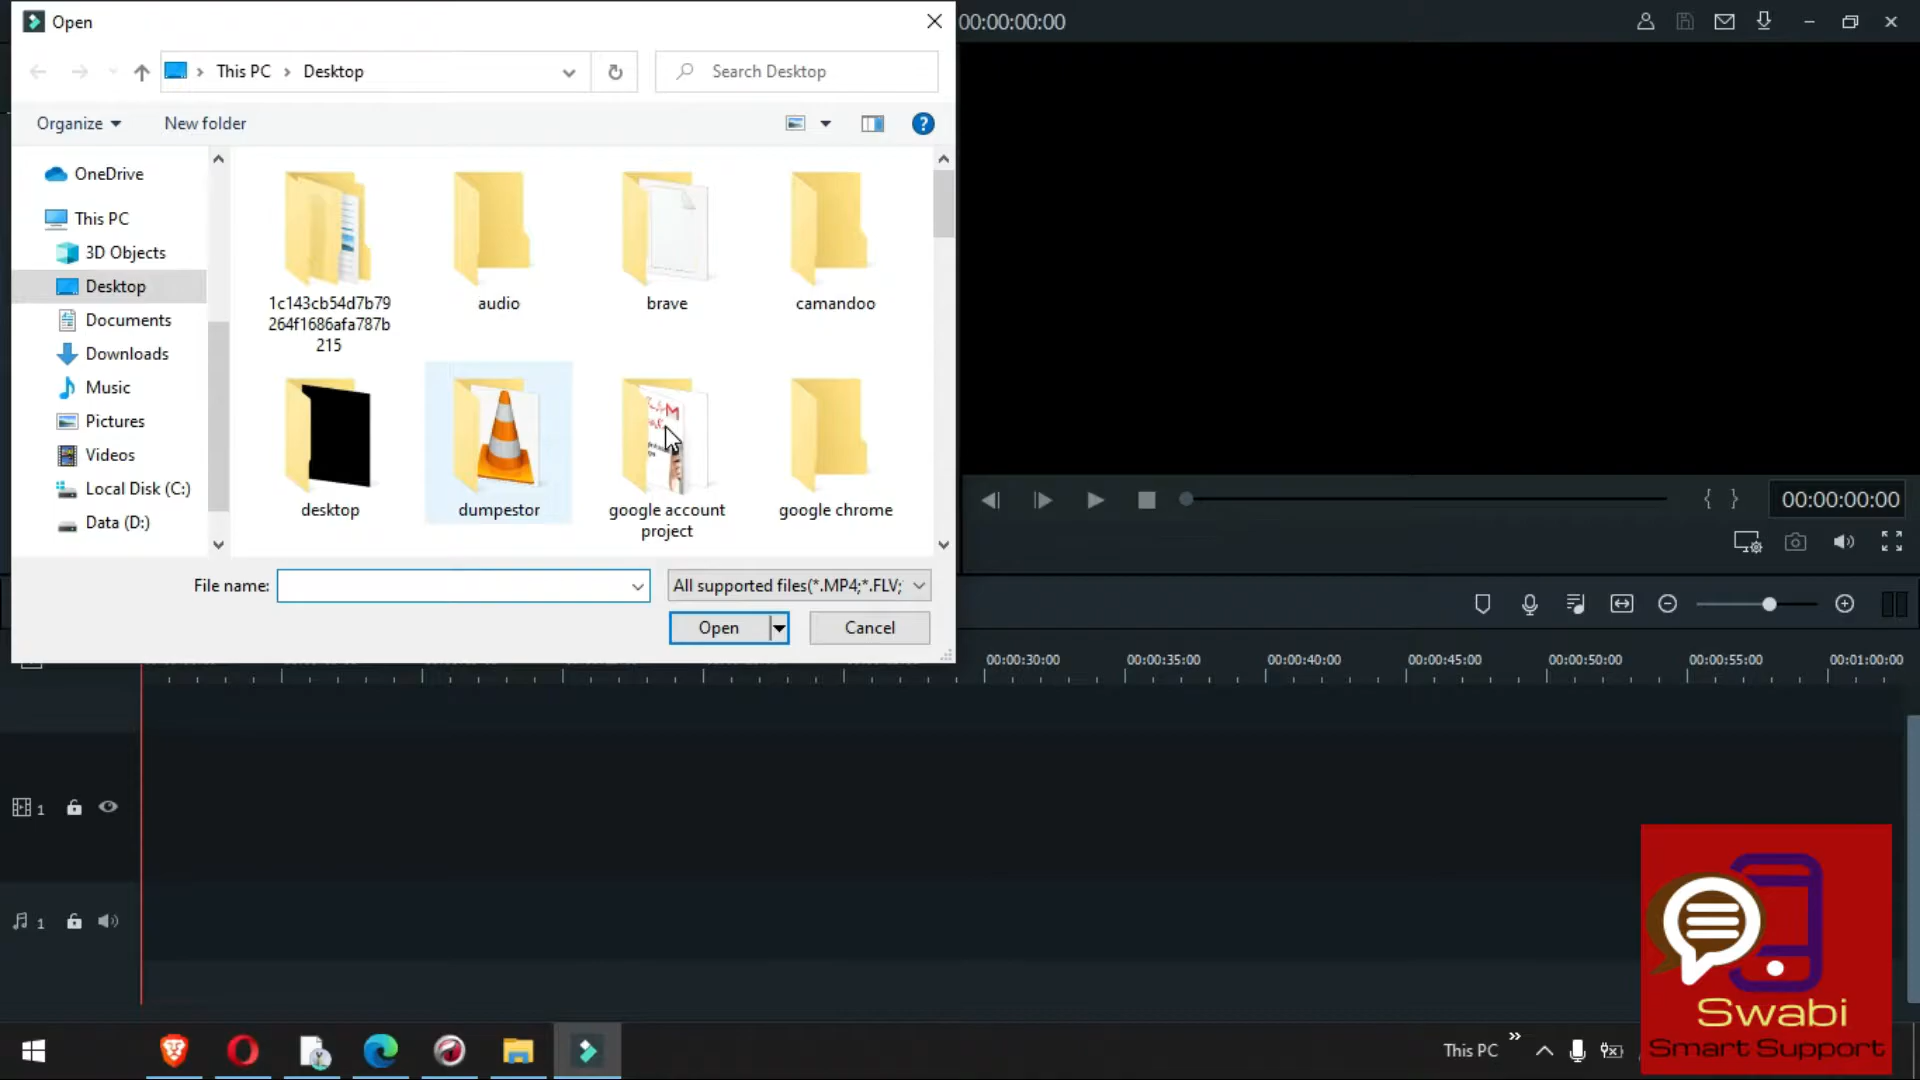 Open
00:00:00:00
This PC
Desktop
Search Desktop
Organize
New folder
OneDrive
This PC
3D Objects
Desktop
Documents
Downloads
Music
Pictures
Videos
Local Disk (C:)
Data (D:)
1c143cb54d7b79
264f1686afa787b
215
audio
brave
camandoo
desktop
dumpestor
google account
project
google chrome
File name:
All supported files(*.MP4;*.FLV;
Open
Cancel
{ }
00:00:00:00
00:00:30:00
00:00:35:00
00:00:40:00
00:00:45:00
00:00:50:00
00:00:55:00
00:01:00:00
1
1
This PC
Swabi
Smart Support